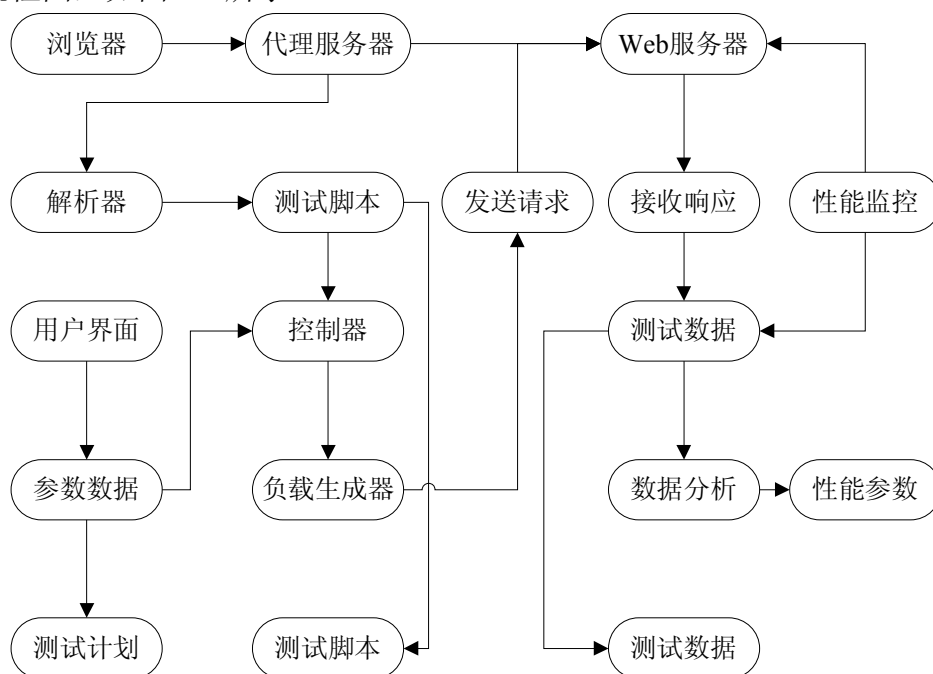 浏览器
代理服务器
Web服务器
解析器
测试脚本
发送请求
接收响应
性能监控
用户界面
控制器
测试数据
参数数据
负载生成器
数据分析
性能参数
测试计划
测试脚本
测试数据